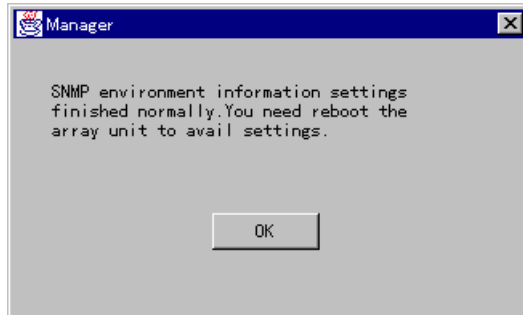 Manager
SNMP environment information settings
finished normally.You need reboot the
array unit to avail settings.
OK